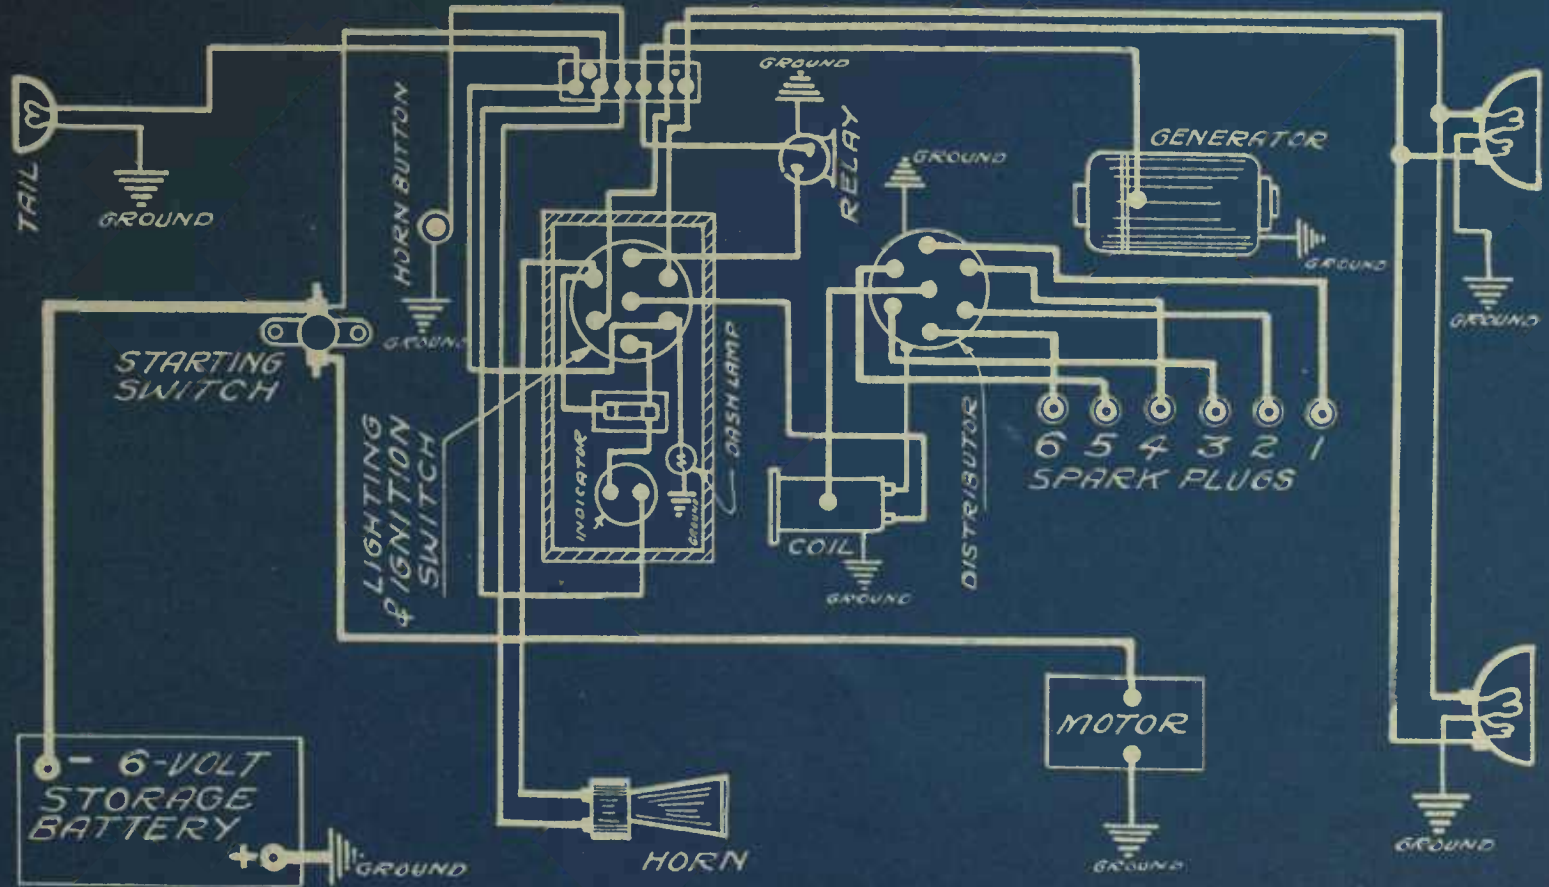 TAIL
GROUND
HORN BUTTON
GROUND
STARTING
SWITCH
LIGHTING
& IGNITION
SWITCH
INDICATOR
GROUND
DASH LAMP
GROUND
RELAY
GROUND
GENERATOR
GROUND
GROUND
6 5 4 3 2 1
SPARK PLUGS
DISTRIBUTOR
COIL
GROUND
MOTOR
GROUND
GROUND
- 6-VOLT
STORAGE
BATTERY
+
GROUND
HORN